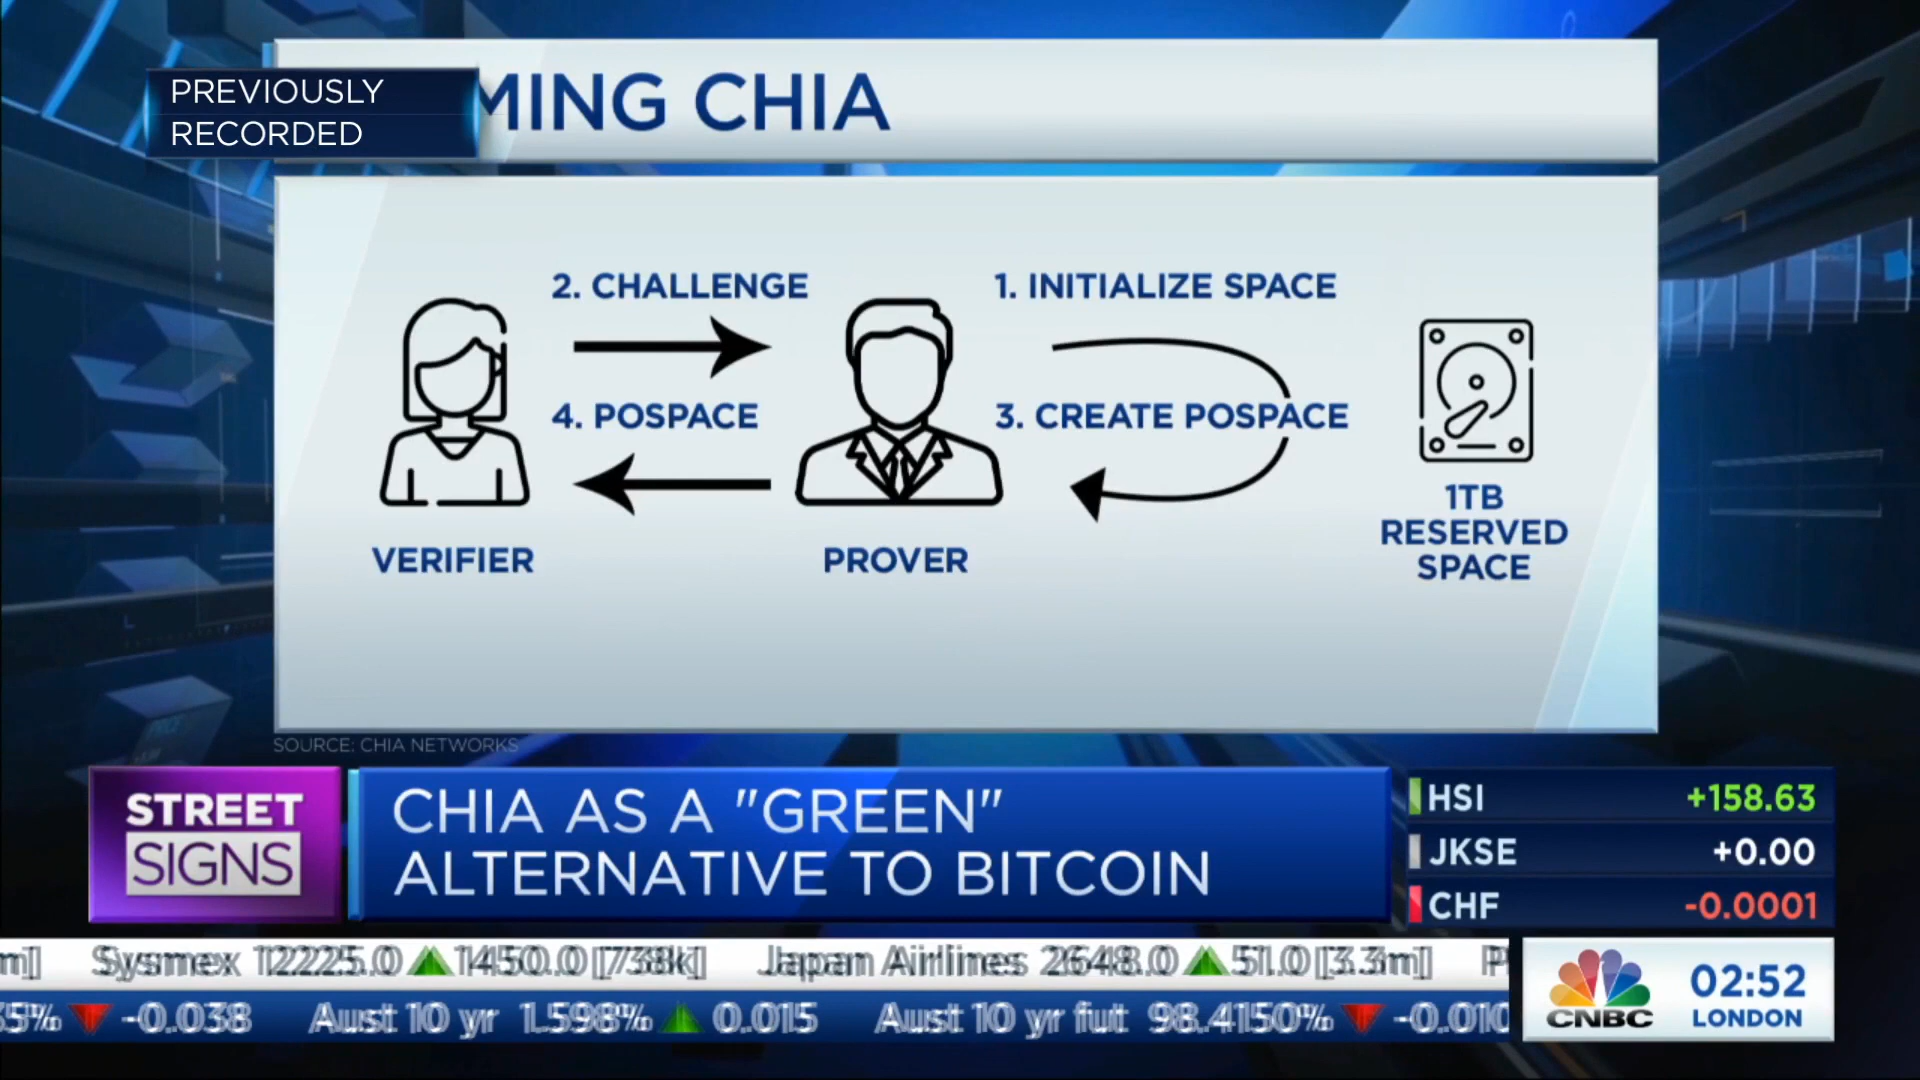 PREVIOUSLY
RECORDED
MING CHIA
2. CHALLENGE
1. INITIALIZE SPACE
4. POSPACE
3. CREATE POSPACE
VERIFIER
PROVER
1TB
RESERVED
SPACE
SOURCE: CHIA NETWORKS
STREET
SIGNS
CHIA AS A "GREEN"
ALTERNATIVE TO BITCOIN
HSI +158.63
JKSE +0.00
CHF -0.0001
m] Sysmex 12225.0 1450.0 [738k] Japan Airlines 2648.0 51.0 [3.3m] P
5% -0.038 Aust 10 yr 1.598% 0.015 Aust 10 yr fut 98.4150% -0.010
CNBC
02:52
LONDON